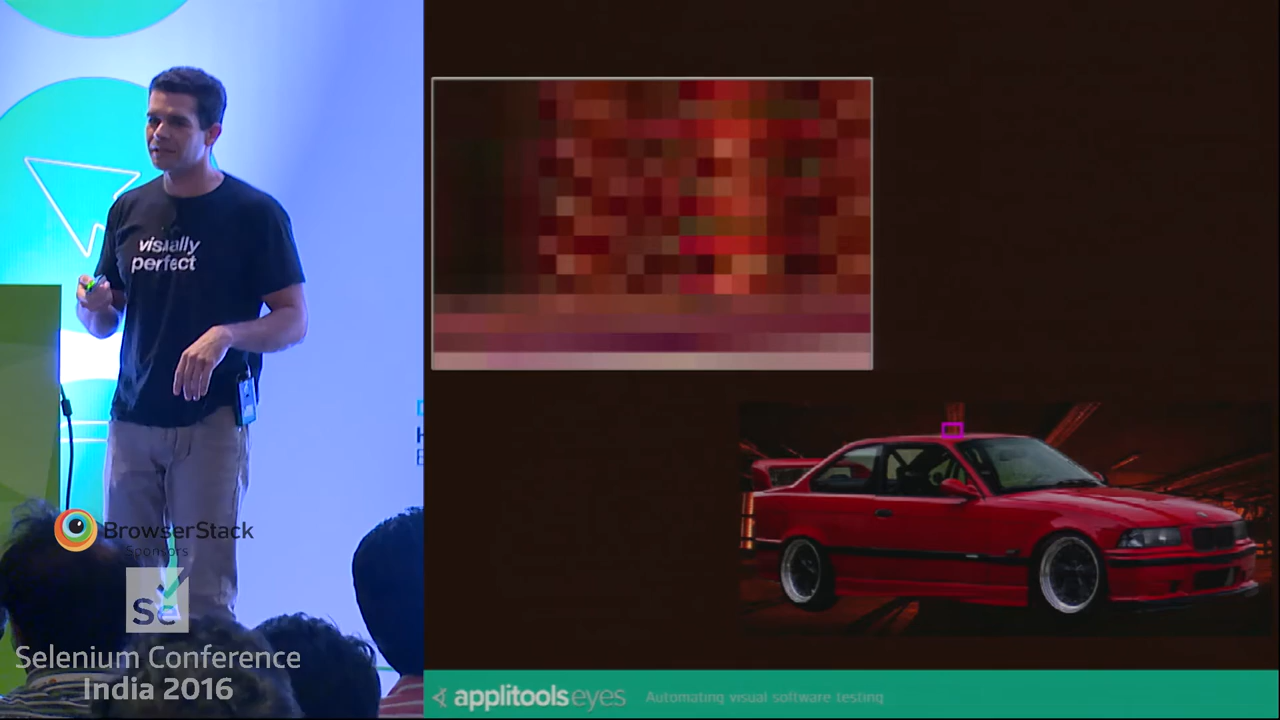 visually
perfect
BrowserStack
Sponsors
Se
Selenium Conference
India 2016
applitools eyes
Automating visual software testing